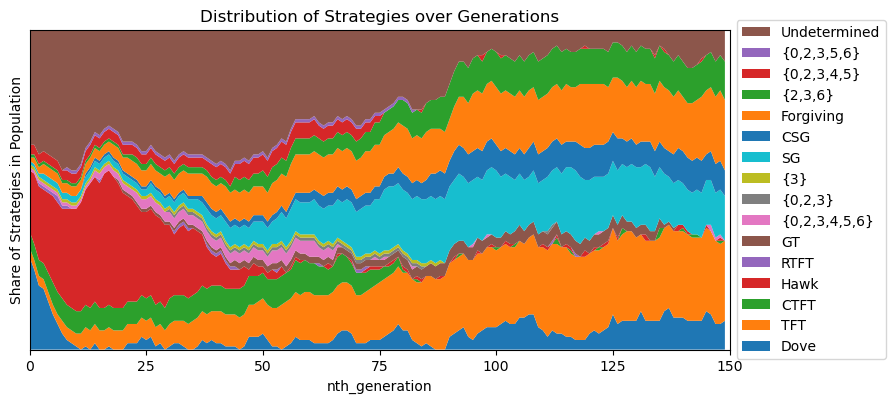 Distribution of Strategies over Generations
Share of Strategies in Population
0 25 50 75 100 125 150
nth_generation
Undetermined
{0,2,3,5,6}
{0,2,3,4,5}
{2,3,6}
Forgiving
CSG
SG
{3}
{0,2,3}
{0,2,3,4,5,6}
GT
RTFT
Hawk
CTFT
TFT
Dove